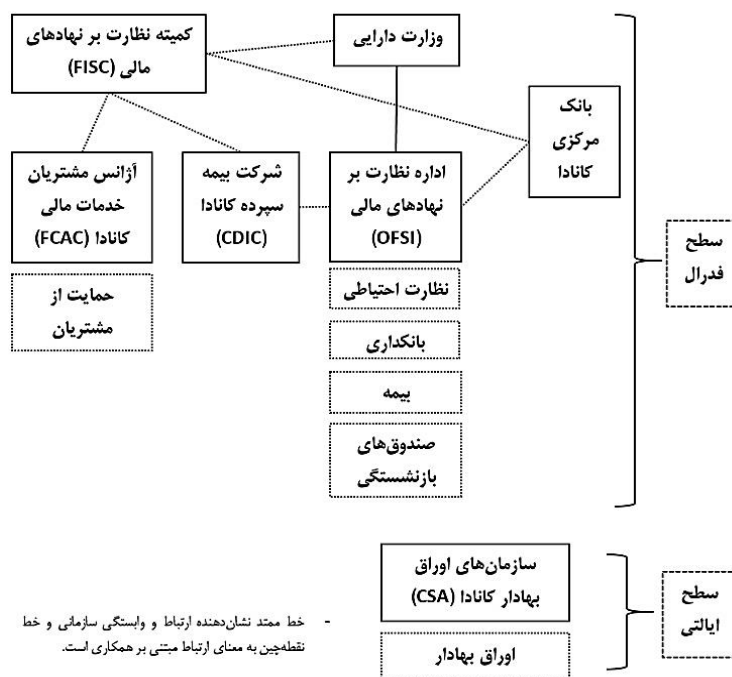 کمیته نظارت بر نهادهای
مالی (FISC)
وزارت دارایی
بانک
مرکزی
کانادا
آژانس مشتریان
خدمات مالی
کانادا (FCAC)
شرکت بیمه
سپرده کانادا
(CDIC)
اداره نظارت بر
نهادهای مالی
(OFSI)
سطح
فدرال
حمایت از
مشتریان
نظارت احتیاطی
بانکداری
بیمه
صندوق‌های
بازنشستگی
سازمان‌های اوراق
بهادار کانادا (CSA)
سطح
ایالتی
اوراق بهادار
- خط ممتد نشان‌دهنده ارتباط و وابستگی سازمانی و خط
نقطه‌چین به معنای ارتباط مبتنی بر همکاری است.